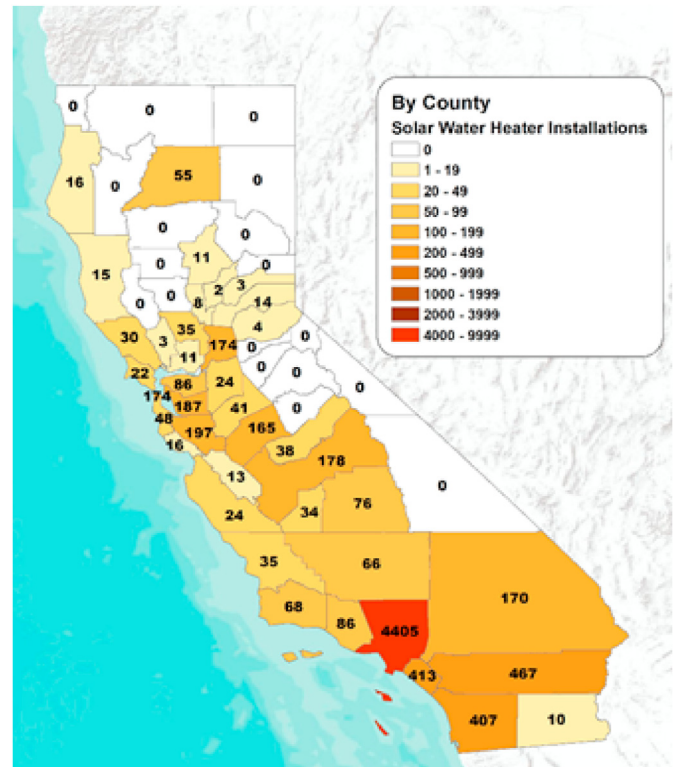 By County
Solar Water Heater Installations
0
1 - 19
20 - 49
50 - 99
100 - 199
200 - 499
500 - 999
1000 - 1999
2000 - 3999
4000 - 9999
0 0 0
16 0 55 0
0 0
15 0 11 0
0 0 8 2 3 14
30 3 35 174 4 0
22 11 0 0
174 86 24 0 0
48 187 41 0
16 197 165 38 178
13 0
24 34 76
35 66
68 86 4405 170
413 467
407 10